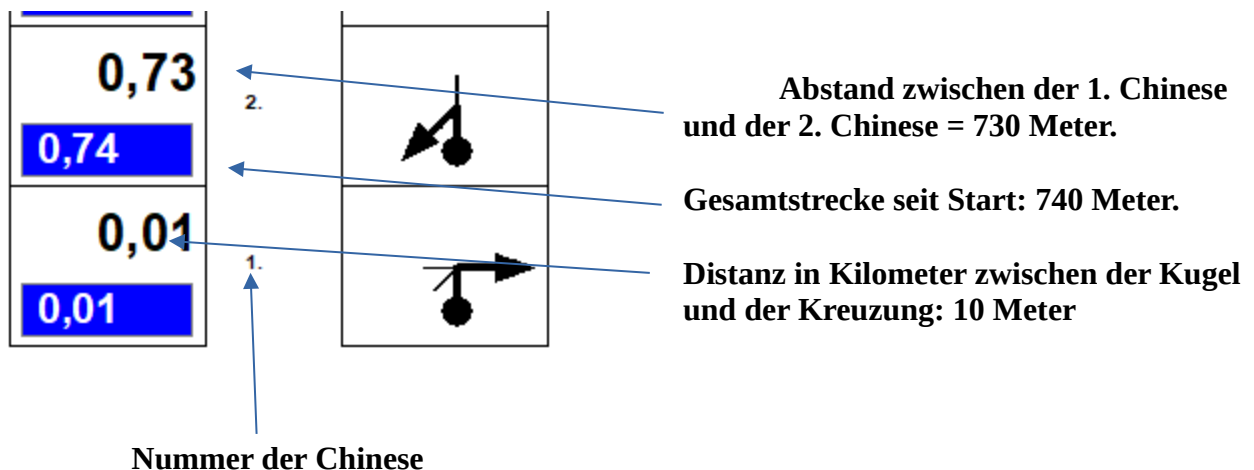 0,73
2.
0,74
0,01
1.
0,01
Abstand zwischen der 1. Chinese
und der 2. Chinese = 730 Meter.
Gesamtstrecke seit Start: 740 Meter.
Distanz in Kilometer zwischen der Kugel
und der Kreuzung: 10 Meter
Nummer der Chinese